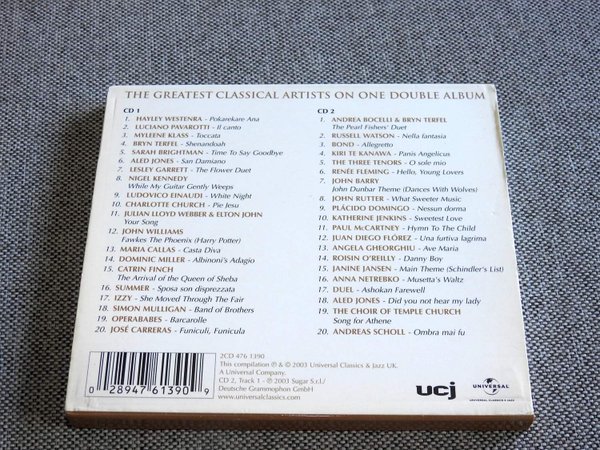 THE GREATEST CLASSICAL ARTISTS ON ONE DOUBLE ALBUM
CD 1
1. HAYLEY WESTENRA - Pokarekare Ana
2. LUCIANO PAVAROTTI - Il canto
3. MYLEENE KLASS - Toccata
4. BRYN TERFEL - Shenandoah
5. SARAH BRIGHTMAN - Time To Say Goodbye
6. ALED JONES - San Damiano
7. LESLEY GARRETT - The Flower Duet
8. NIGEL KENNEDY -
While My Guitar Gently Weeps
9. LUDOVICO EINAUDI - White Night
10. CHARLOTTE CHURCH - Pie Jesu
11. JULIAN LLOYD WEBBER & ELTON JOHN
Your Song
12. JOHN WILLIAMS
Fawkes The Phoenix (Harry Potter)
13. MARIA CALLAS - Casta Diva
14. DOMINIC MILLER - Albinoni's Adagio
15. CATRIN FINCH
The Arrival of the Queen of Sheba
16. SUMMER - Sposa son disprezzata
17. IZZY - She Moved Through The Fair
18. SIMON MULLIGAN - Band of Brothers
19. OPERABABES - Barcarolle
20. JOSÉ CARRERAS - Funiculi, Funicula
CD 2
1. ANDREA BOCELLI & BRYN TERFEL
The Pearl Fishers' Duet
2. RUSSELL WATSON - Nella fantasia
3. BOND - Allegretto
4. KIRI TE KANAWA - Panis Angelicus
5. THE THREE TENORS - O sole mio
6. RENÉE FLEMING - Hello, Young Lovers
7. JOHN BARRY
John Dunbar Theme (Dances With Wolves)
8. JOHN RUTTER - What Sweeter Music
9. PLÁCIDO DOMINGO - Nessun dorma
10. KATHERINE JENKINS - Sweetest Love
11. PAUL McCARTNEY - Hymn To The Child
12. JUAN DIEGO FLÓREZ - Una furtiva lagrima
13. ANGELA GHEORGHIU - Ave Maria
14. ROISIN O'REILLY - Danny Boy
15. JANINE JANSEN - Main Theme (Schindler's List)
16. ANNA NETREBKO - Musetta's Waltz
17. DUEL - Ashokan Farewell
18. ALED JONES - Did you not hear my lady
19. THE CHOIR OF TEMPLE CHURCH
Song for Athene
20. ANDREAS SCHOLL - Ombra mai fu
0 28947 61390 9
2CD 476 1390
This compilation ℗ & © 2003 Universal Classics & Jazz UK.
A Universal Company.
CD 2, Track 1 - ℗ 2003 Sugar S.r.l/
Deutsche Grammophon GmbH
www.universalclassics.com
ucj
UNIVERSAL
UNIVERSAL CLASSICS & JAZZ